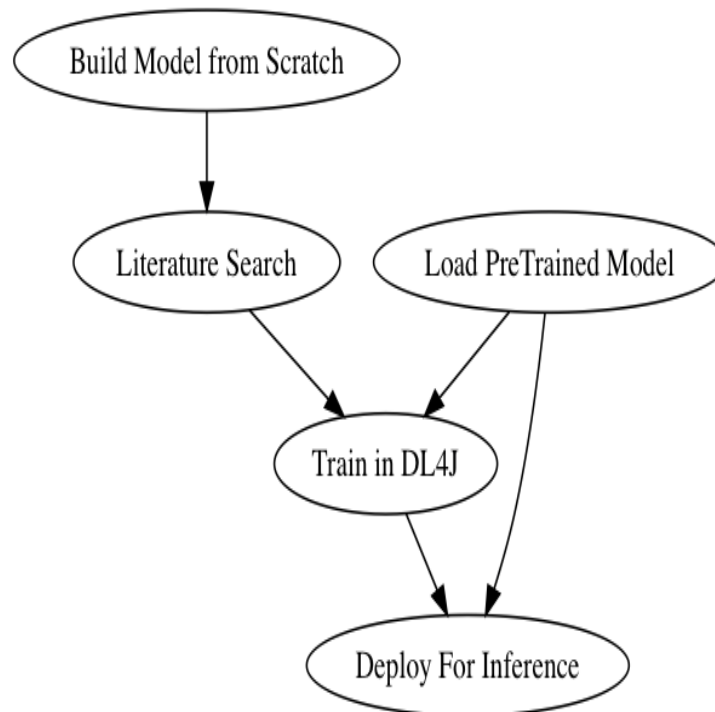 Build Model from Scratch
Literature Search
Load PreTrained Model
Train in DL4J
Deploy For Inference